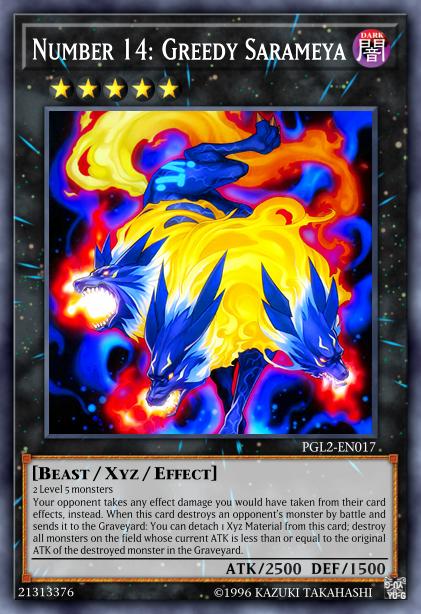 NUMBER 14: GREEDY SARAMEYA
DARK
闇
PGL2-EN017
[BEAST / XYZ / EFFECT]
2 Level 5 monsters
Your opponent takes any effect damage you would have taken from their card
effects, instead. When this card destroys an opponent's monster by battle and
sends it to the Graveyard: You can detach 1 Xyz Material from this card; destroy
all monsters on the field whose current ATK is less than or equal to the original
ATK of the destroyed monster in the Graveyard.
ATK/2500 DEF/1500
21313376
©1996 KAZUKI TAKAHASHI